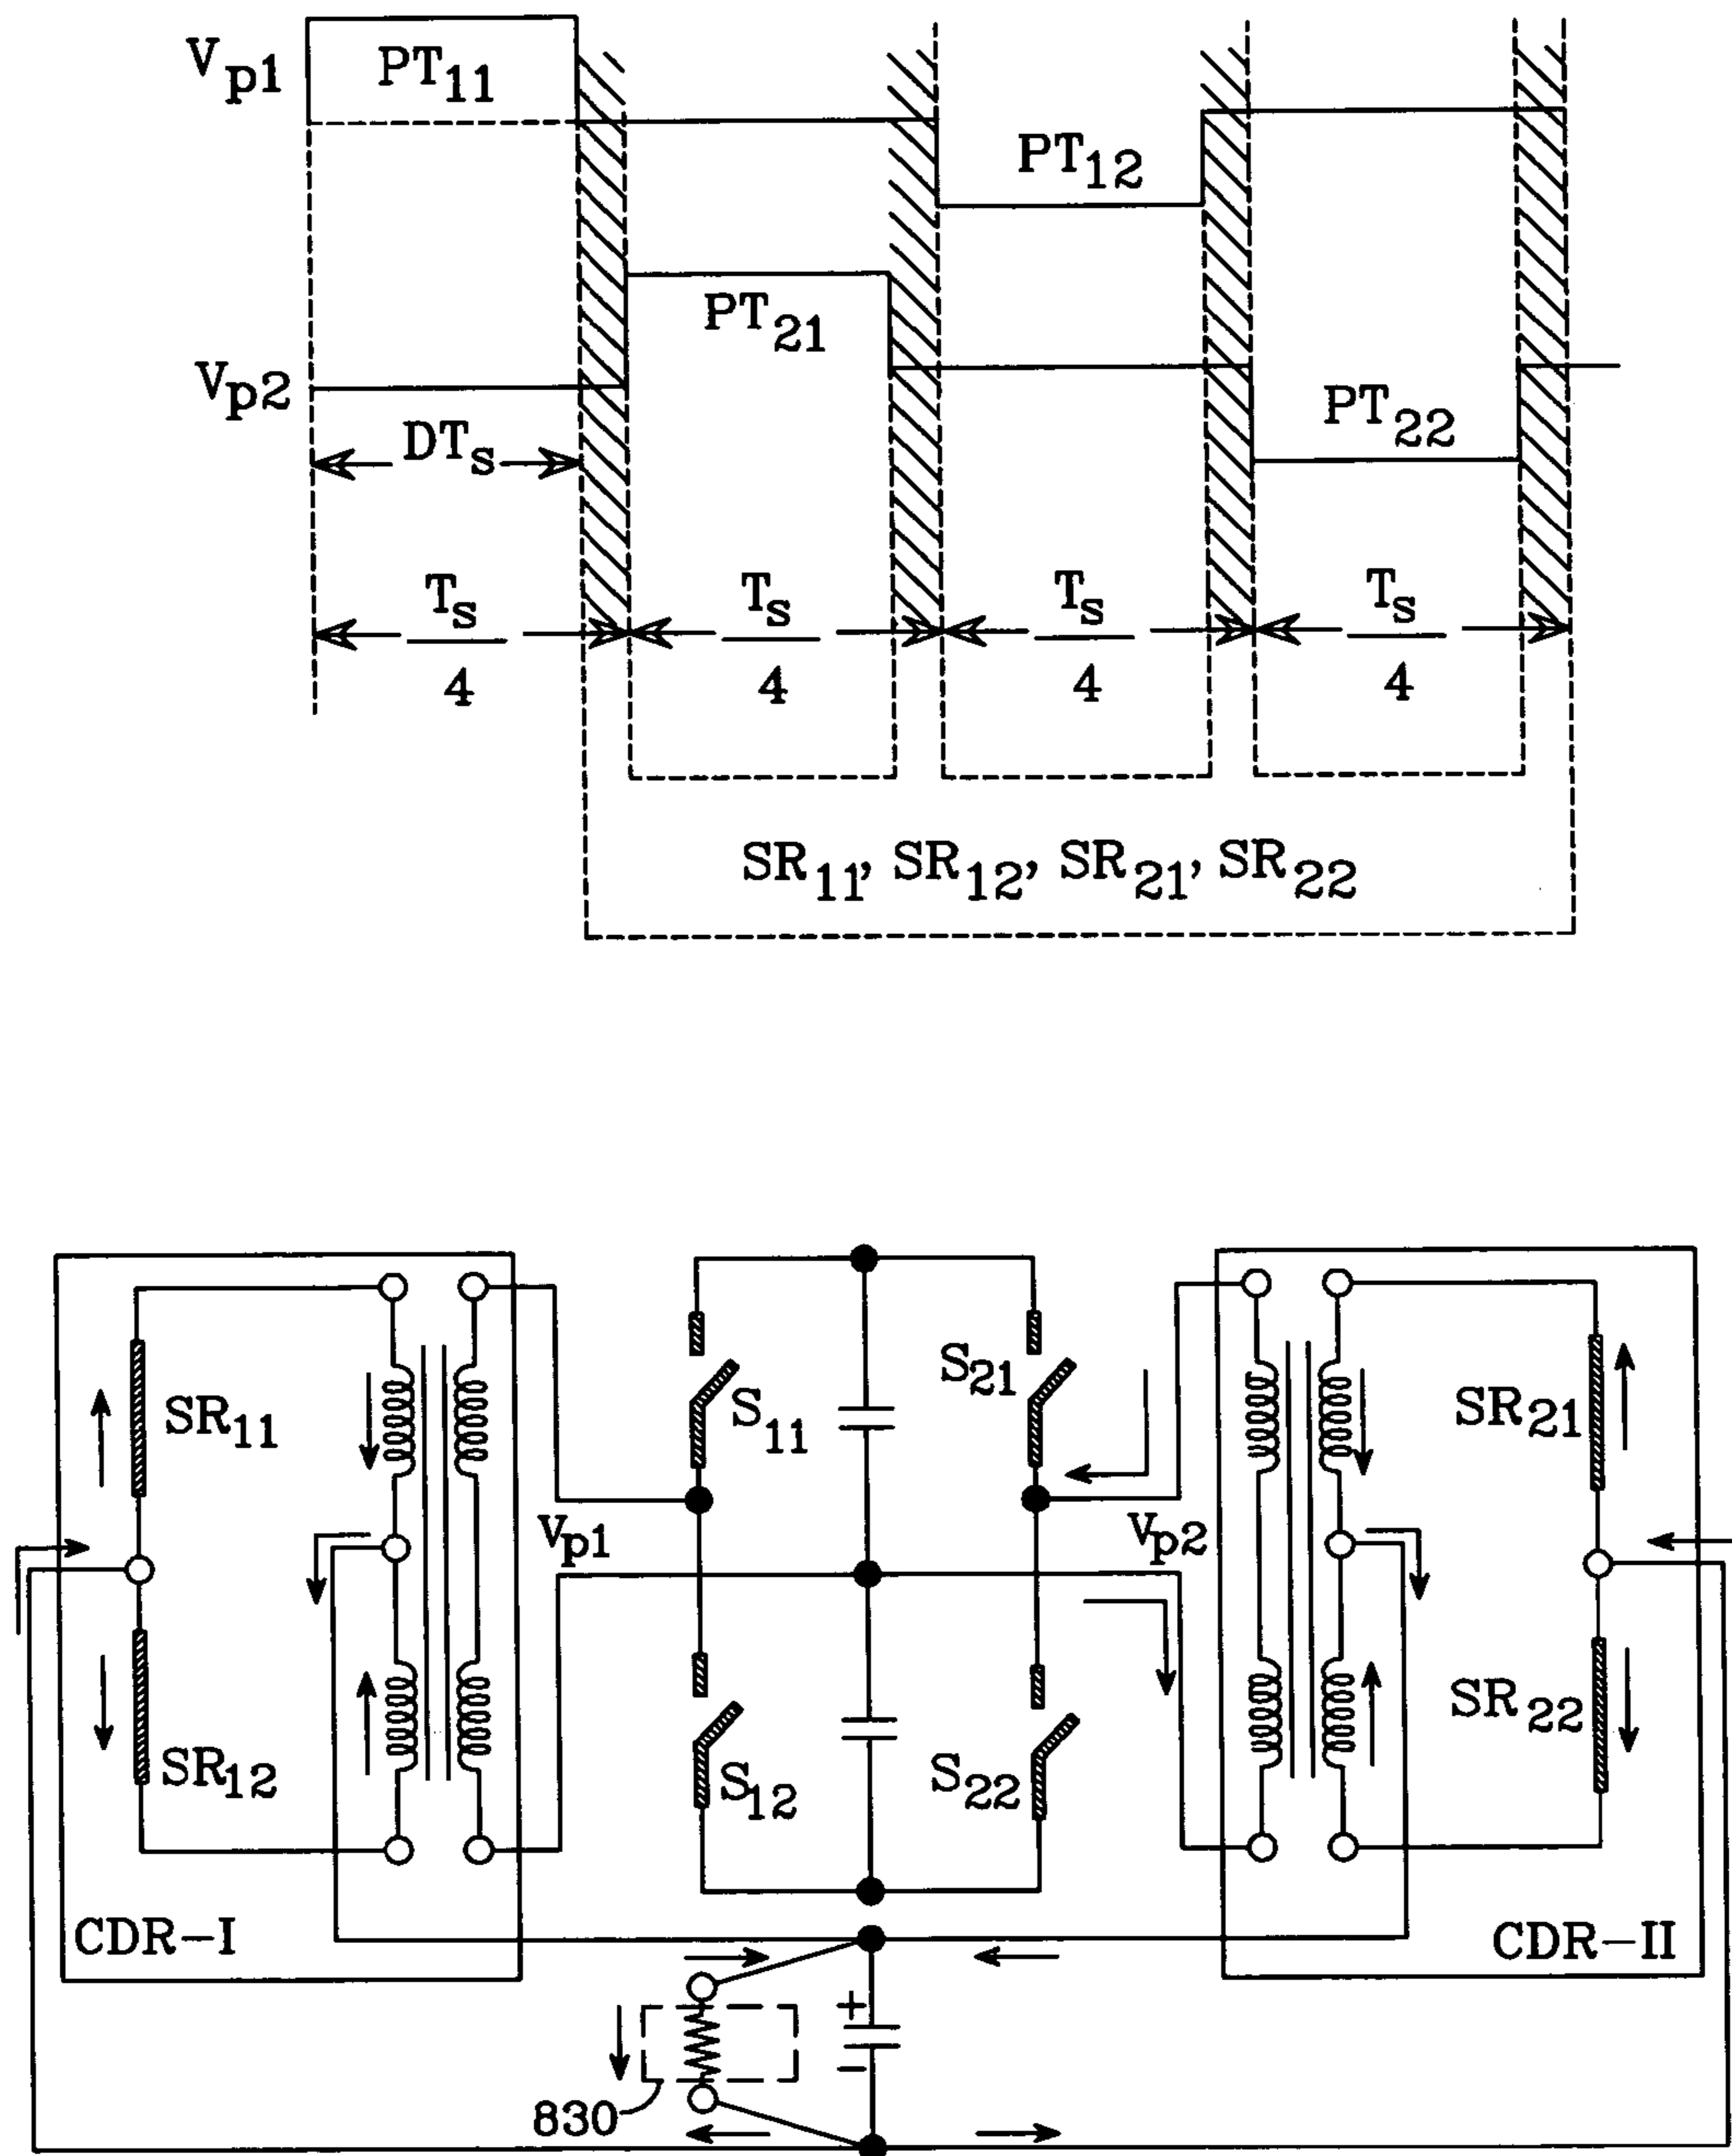 Vp1 PT11
PT12
PT21
Vp2
PT22
DTs
Ts/4 Ts/4 Ts/4 Ts/4
SR11, SR12, SR21, SR22
SR11 S11 S21 SR21
Vp1 Vp2
SR12 S12 S22 SR22
CDR-I CDR-II
+
−
830